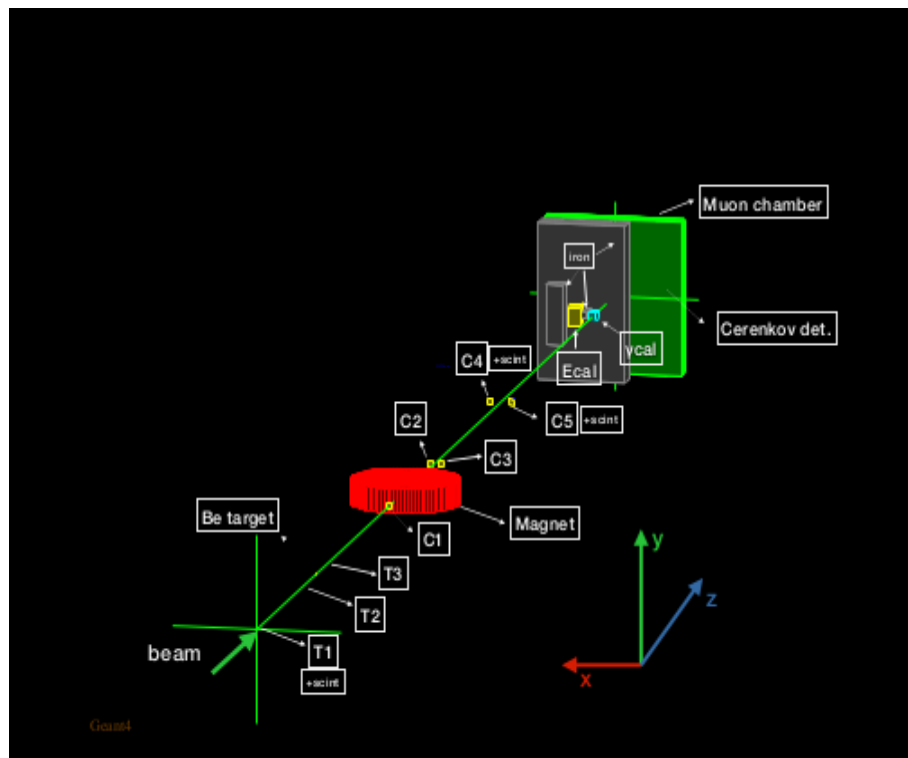 Muon chamber
iron
Cerenkov det.
γcal
Ecal
C4 +scint
C5 +scint
C2
C3
Be target
Magnet
C1
T3
T2
y
z
x
beam
T1
+scint
Geant4